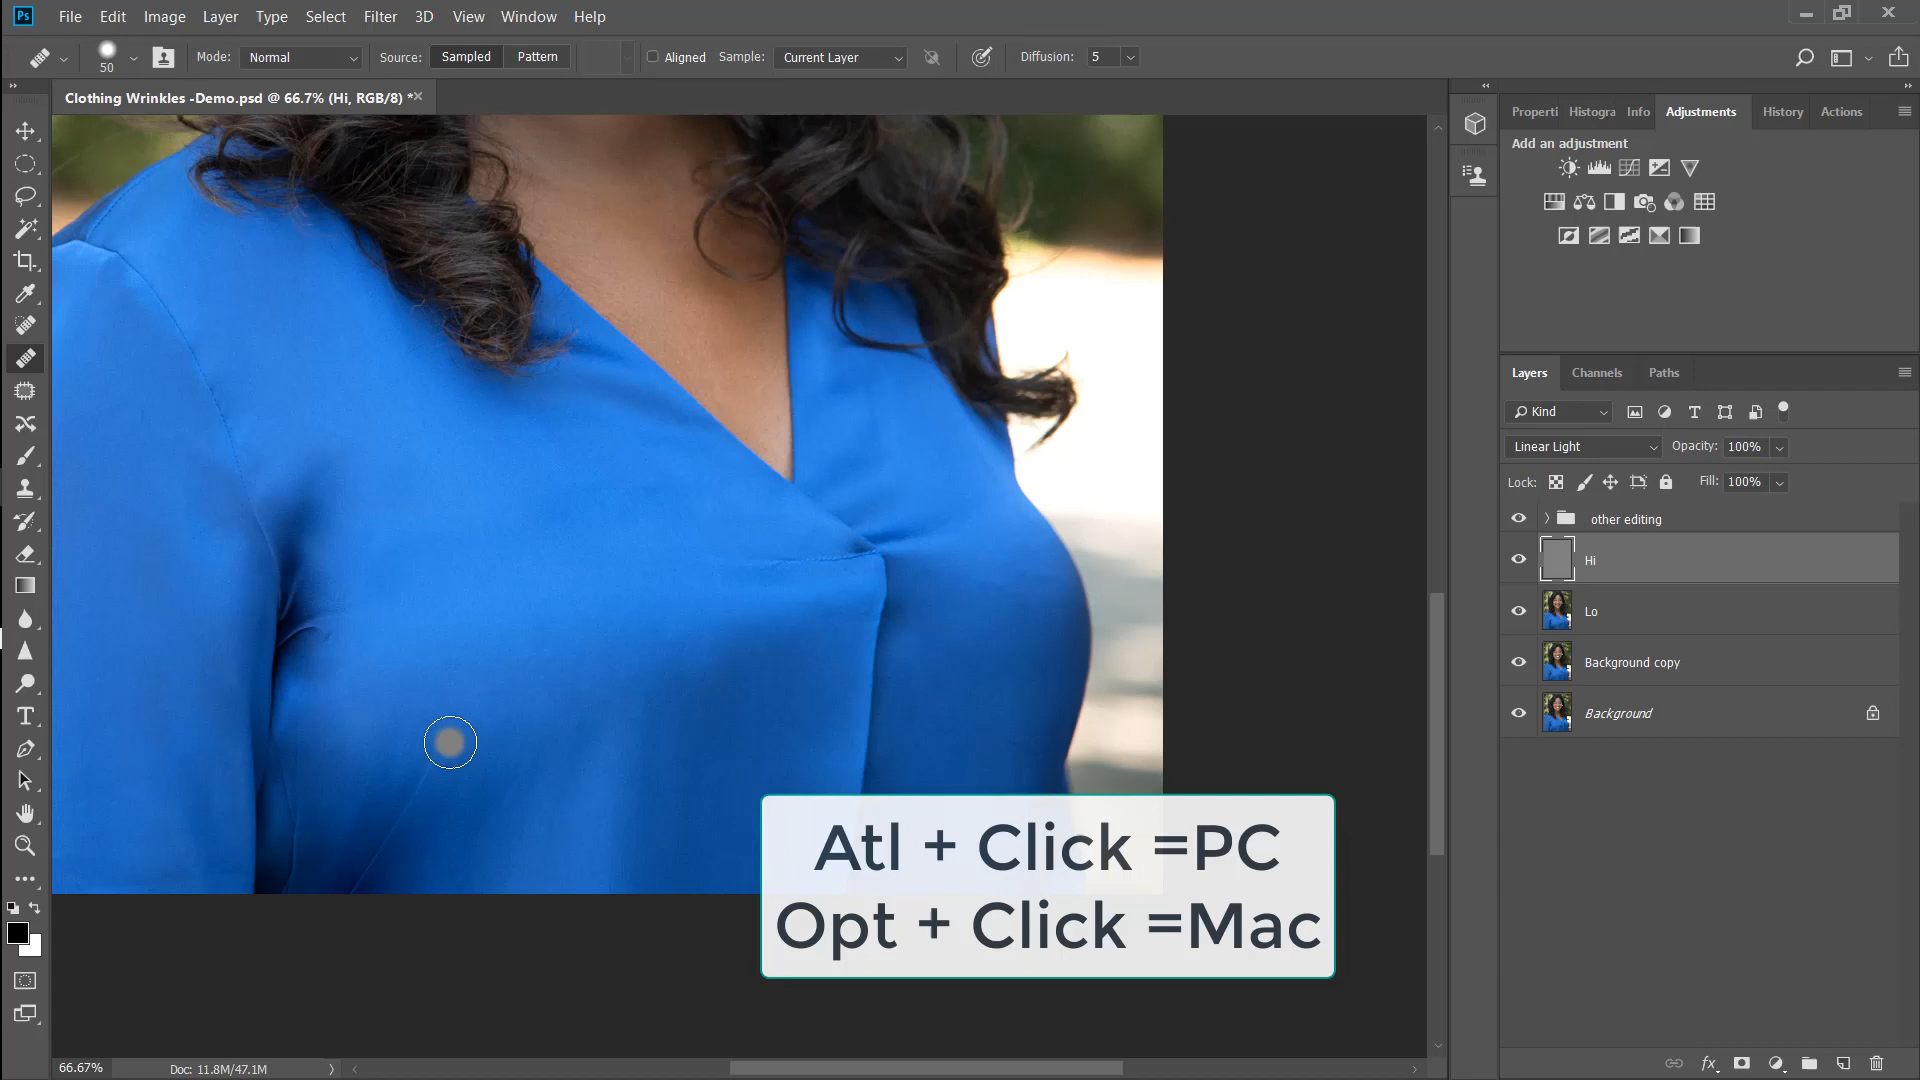 Ps File Edit Image Layer Type Select Filter 3D View Window Help
50 Mode: Normal Source: Sampled Pattern Aligned Sample: Current Layer Diffusion: 5
Clothing Wrinkles -Demo.psd @ 66.7% (Hi, RGB/8) *
Properti Histogra Info Adjustments History Actions
Add an adjustment
Layers Channels Paths
Kind
Linear Light Opacity: 100%
Lock: Fill: 100%
other editing
Hi
Lo
Background copy
Background
Atl + Click =PC
Opt + Click =Mac
66.67% Doc: 11.8M/47.1M